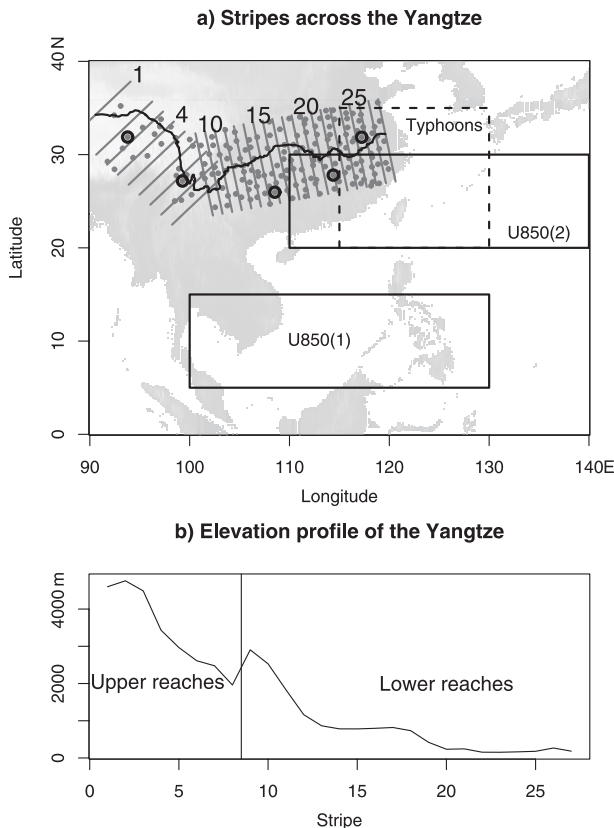 a) Stripes across the Yangtze
40N
30
20
10
0
Latitude
1
4
10
15
20
25
Typhoons
U850(2)
U850(1)
90 100 110 120 130 140E
Longitude
b) Elevation profile of the Yangtze
4000m
2000
0
Upper reaches
Lower reaches
0 5 10 15 20 25
Stripe